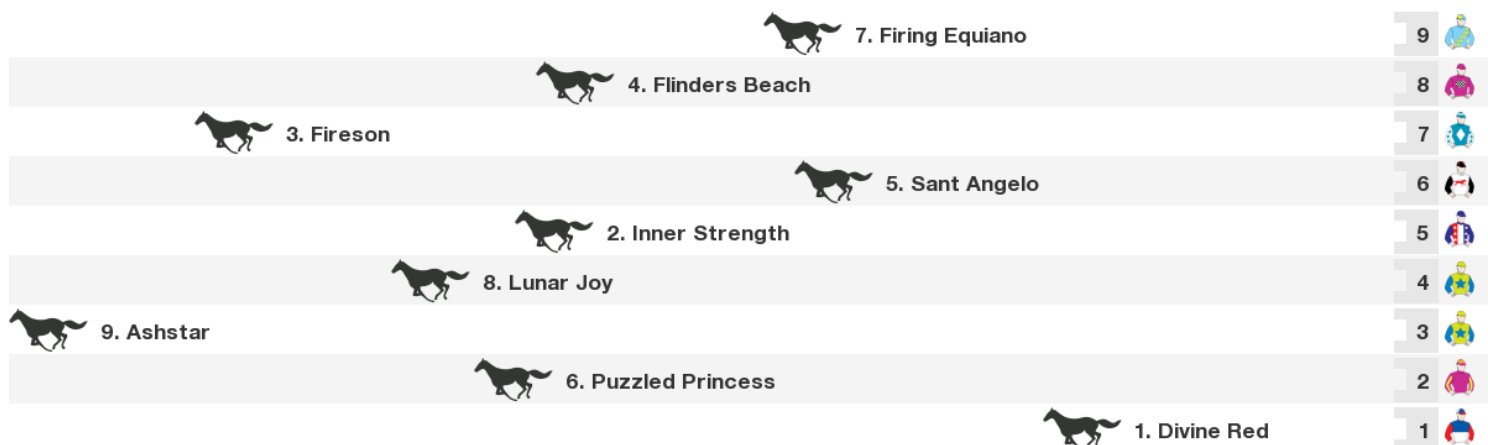 7. Firing Equiano 9
4. Flinders Beach 8
3. Fireson 7
5. Sant Angelo 6
2. Inner Strength 5
8. Lunar Joy 4
9. Ashstar 3
6. Puzzled Princess 2
1. Divine Red 1